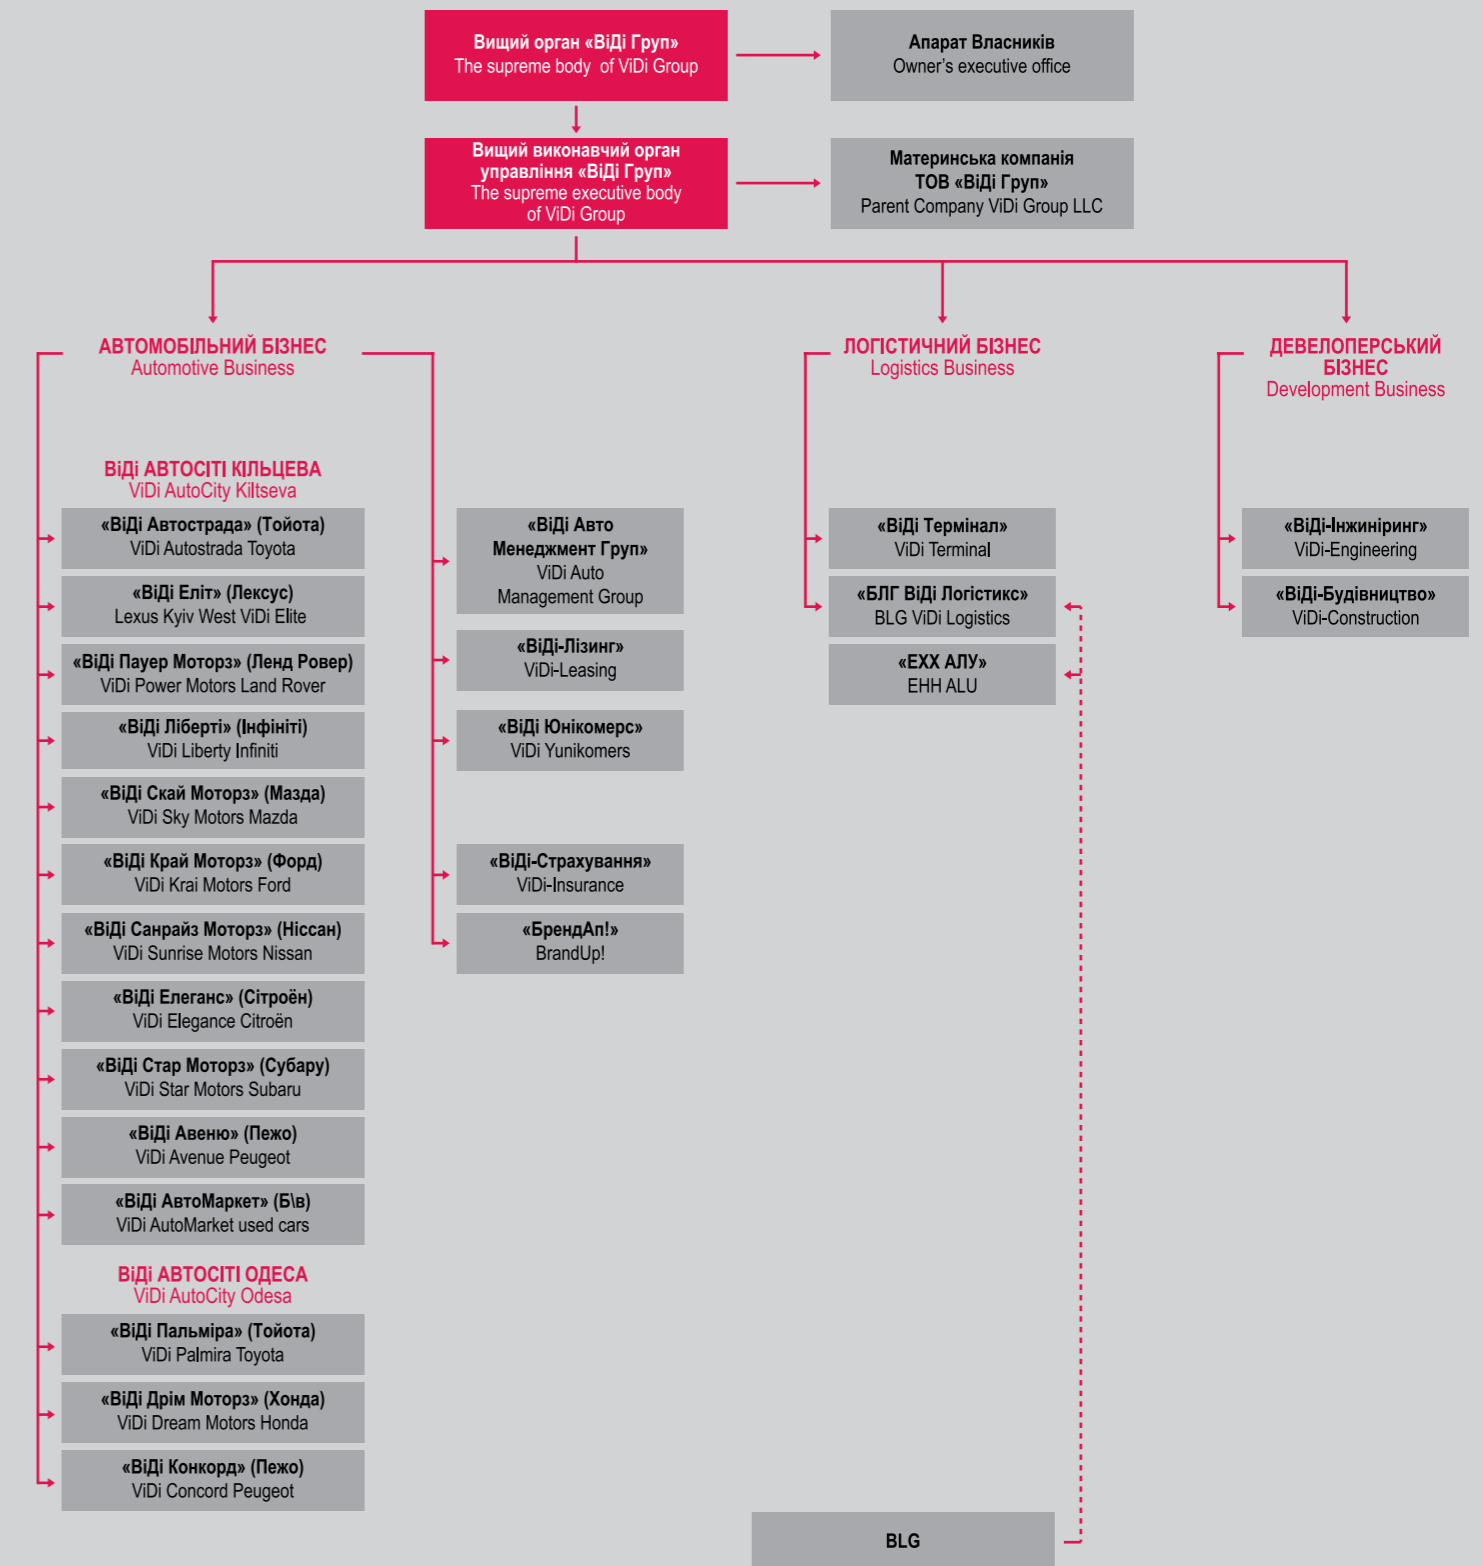 Вищий орган «ВіДі Груп»
The supreme body of ViDi Group
Апарат Власників
Owner's executive office
Вищий виконавчий орган
управління «ВіДі Груп»
The supreme executive body
of ViDi Group
Материнська компанія
ТОВ «ВіДі Груп»
Parent Company ViDi Group LLC
АВТОМОБІЛЬНИЙ БІЗНЕС
Automotive Business
ВіДі АВТОСІТІ КІЛЬЦЕВА
ViDi AutoCity Kiltseva
«ВіДі Автострада» (Тойота)
ViDi Autostrada Toyota
«ВіДі Еліт» (Лексус)
Lexus Kyiv West ViDi Elite
«ВіДі Пауер Моторз» (Ленд Ровер)
ViDi Power Motors Land Rover
«ВіДі Ліберті» (Інфініті)
ViDi Liberty Infiniti
«ВіДі Скай Моторз» (Мазда)
ViDi Sky Motors Mazda
«ВіДі Край Моторз» (Форд)
ViDi Krai Motors Ford
«ВіДі Санрайз Моторз» (Ніссан)
ViDi Sunrise Motors Nissan
«ВіДі Елеганс» (Сітроён)
ViDi Elegance Citroën
«ВіДі Стар Моторз» (Субару)
ViDi Star Motors Subaru
«ВіДі Авеню» (Пежо)
ViDi Avenue Peugeot
«ВіДі АвтоМаркет» (Б\в)
ViDi AutoMarket used cars
ВіДі АВТОСІТІ ОДЕСА
ViDi AutoCity Odesa
«ВіДі Пальміра» (Тойота)
ViDi Palmira Toyota
«ВіДі Дрім Моторз» (Хонда)
ViDi Dream Motors Honda
«ВіДі Конкорд» (Пежо)
ViDi Concord Peugeot
«ВіДі Авто
Менеджмент Груп»
ViDi Auto
Management Group
«ВіДі-Лізинг»
ViDi-Leasing
«ВіДі Юнікомерс»
ViDi Yunikomers
«ВіДі-Страхування»
ViDi-Insurance
«БрендАп!»
BrandUp!
ЛОГІСТИЧНИЙ БІЗНЕС
Logistics Business
«ВіДі Термінал»
ViDi Terminal
«БЛГ ВіДі Логістикс»
BLG ViDi Logistics
«ЕХХ АЛУ»
EHH ALU
BLG
ДЕВЕЛОПЕРСЬКИЙ
БІЗНЕС
Development Business
«ВіДі-Інжиніринг»
ViDi-Engineering
«ВіДі-Будівництво»
ViDi-Construction